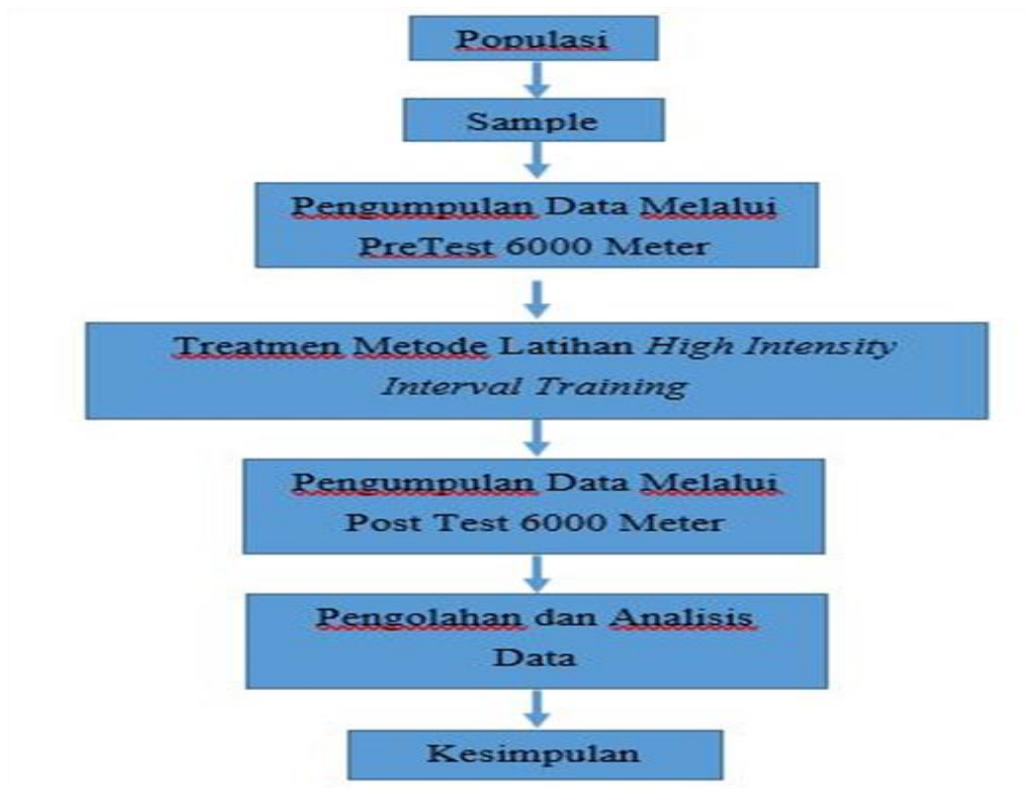 Populasi
Sample
Pengumpulan Data Melalui
PreTest 6000 Meter
Treatmen Metode Latihan High Intensity
Interval Training
Pengumpulan Data Melalui
Post Test 6000 Meter
Pengolahan dan Analisis
Data
Kesimpulan